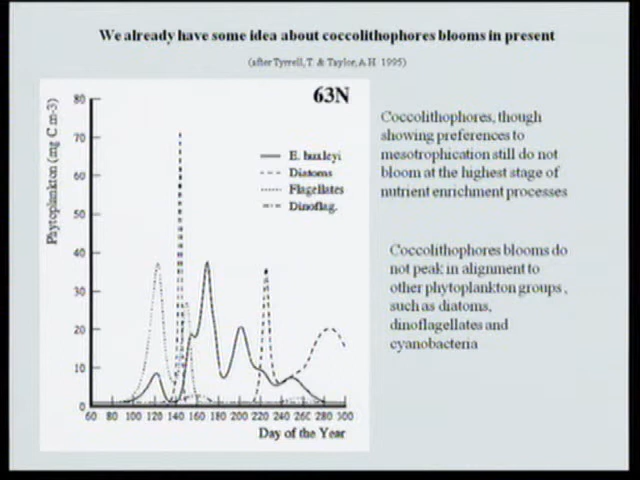 We already have some idea about coccolithophores blooms in present
(after Tyrrell, T. & Taylor, A.H. 1995)
63N
Phytoplankton (mg C m-3)
80
70
60
50
40
30
20
10
0
E. huxleyi
Diatoms
Flagellates
Dinoflag.
60 80 100 120 140 160 180 200 220 240 260 280 300
Day of the Year
Coccolithophores, though
showing preferences to
mesotrophication still do not
bloom at the highest stage of
nutrient enrichment processes
Coccolithophores blooms do
not peak in alignment to
other phytoplankton groups ,
such as diatoms,
dinoflagellates and
cyanobacteria